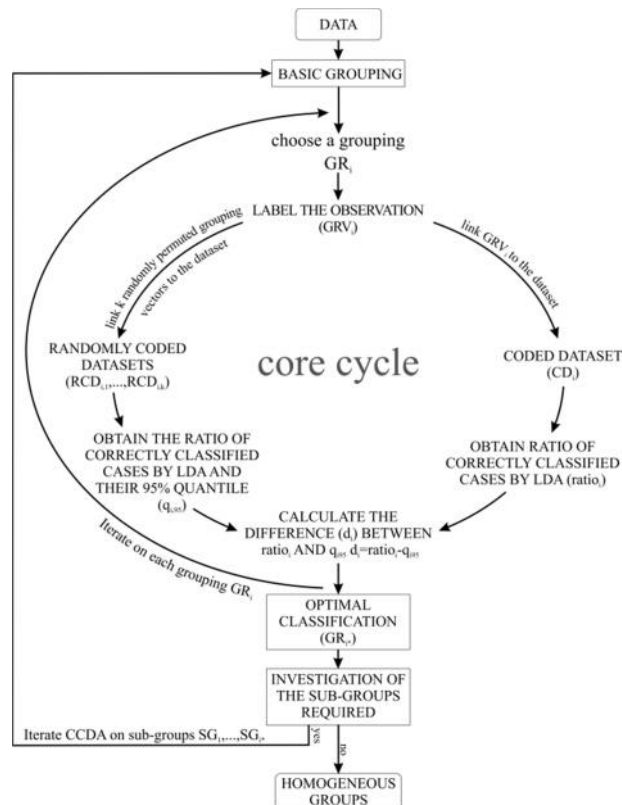 DATA
BASIC GROUPING
choose a grouping
GRᵢ
LABEL THE OBSERVATION
(GRVᵢ)
link k randomly permuted grouping
vectors to the dataset
link GRVᵢ to the dataset
RANDOMLY CODED
DATASETS
(RCDᵢ,₁,...,RCDᵢ,ₖ)
core cycle
CODED DATASET
(CDᵢ)
OBTAIN THE RATIO OF
CORRECTLY CLASSIFIED
CASES BY LDA AND
THEIR 95% QUANTILE
(qᵢ,₉₅)
OBTAIN RATIO OF
CORRECTLY CLASSIFIED
CASES BY LDA (ratioᵢ)
CALCULATE THE
DIFFERENCE (dᵢ) BETWEEN
ratioᵢ AND qᵢ₉₅ dᵢ=ratioᵢ-qᵢ₉₅
Iterate on each grouping GRᵢ
OPTIMAL
CLASSIFICATION
(GRᵢ*)
INVESTIGATION OF
THE SUB-GROUPS
REQUIRED
Iterate CCDA on sub-groups SG₁,...,SGᵢ*
yes
no
HOMOGENEOUS
GROUPS